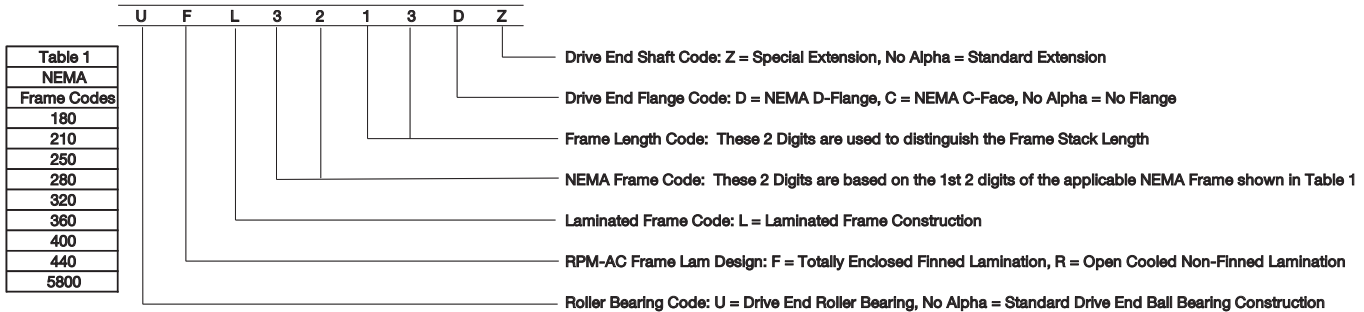 U F L 3 2 1 3 D Z
Table 1
NEMA
Frame Codes
180
210
250
280
320
360
400
440
5800
Drive End Shaft Code: Z = Special Extension, No Alpha = Standard Extension
Drive End Flange Code: D = NEMA D-Flange, C = NEMA C-Face, No Alpha = No Flange
Frame Length Code: These 2 Digits are used to distinguish the Frame Stack Length
NEMA Frame Code: These 2 Digits are based on the 1st 2 digits of the applicable NEMA Frame shown in Table 1
Laminated Frame Code: L = Laminated Frame Construction
RPM-AC Frame Lam Design: F = Totally Enclosed Finned Lamination, R = Open Cooled Non-Finned Lamination
Roller Bearing Code: U = Drive End Roller Bearing, No Alpha = Standard Drive End Ball Bearing Construction